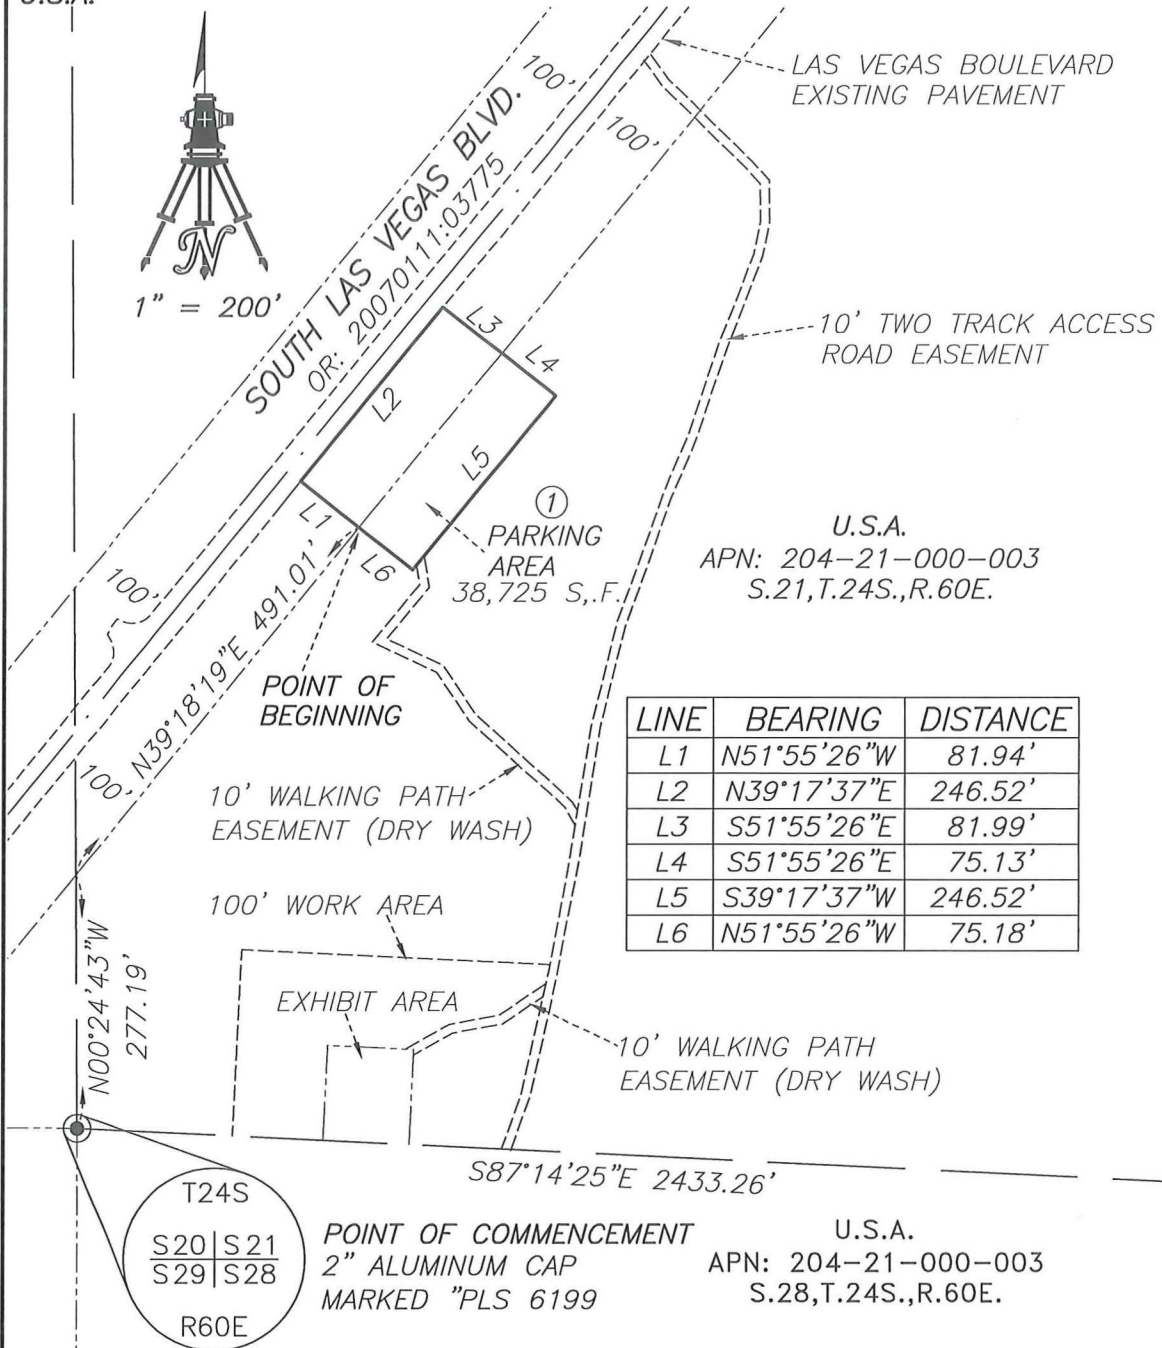 U.S.A.
N
1" = 200'
100'
SOUTH LAS VEGAS BLVD.
OR: 20070111:03775
100'
LAS VEGAS BOULEVARD
EXISTING PAVEMENT
10' TWO TRACK ACCESS
ROAD EASEMENT
L3
L4
L2
L5
L1
L6
①
PARKING
AREA
38,725 S,.F.
U.S.A.
APN: 204-21-000-003
S.21,T.24S.,R.60E.
100'
N39°18'19"E 491.01'
POINT OF
BEGINNING
100'
10' WALKING PATH
EASEMENT (DRY WASH)
LINE BEARING DISTANCE
L1 N51°55'26"W 81.94'
L2 N39°17'37"E 246.52'
L3 S51°55'26"E 81.99'
L4 S51°55'26"E 75.13'
L5 S39°17'37"W 246.52'
L6 N51°55'26"W 75.18'
100' WORK AREA
N00°24'43"W
277.19'
EXHIBIT AREA
10' WALKING PATH
EASEMENT (DRY WASH)
S87°14'25"E 2433.26'
T24S
S20 S21
S29 S28
R60E
POINT OF COMMENCEMENT
2" ALUMINUM CAP
MARKED "PLS 6199
U.S.A.
APN: 204-21-000-003
S.28,T.24S.,R.60E.